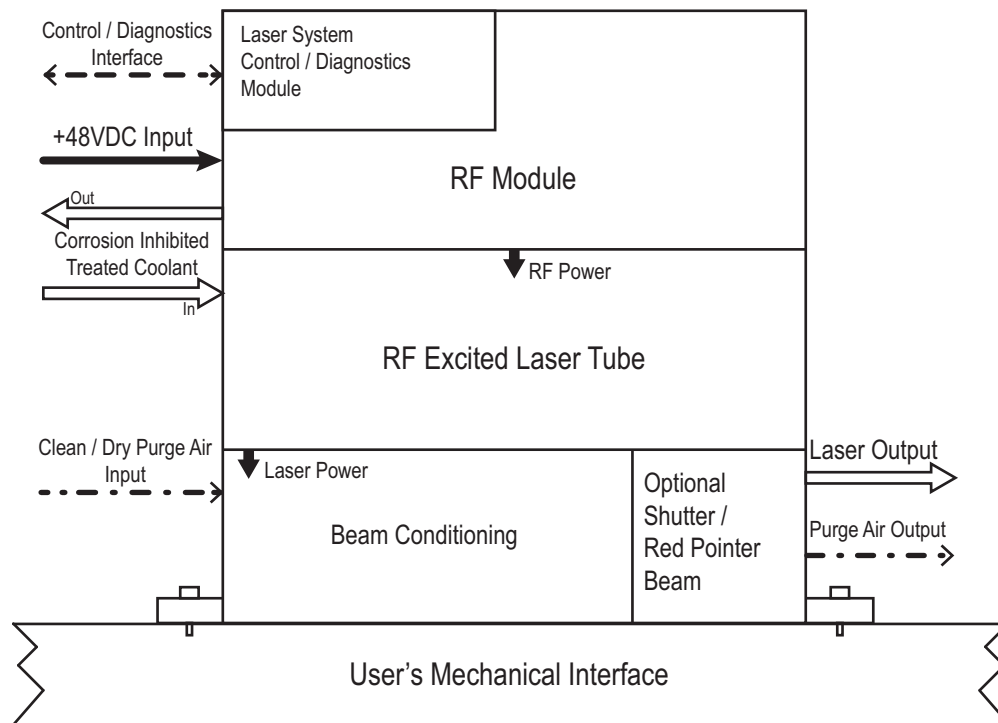 Control / Diagnostics
Interface
Laser System
Control / Diagnostics
Module
+48VDC Input
RF Module
Out
Corrosion Inhibited
Treated Coolant
In
RF Power
RF Excited Laser Tube
Clean / Dry Purge Air
Input
Laser Power
Beam Conditioning
Optional
Shutter /
Red Pointer
Beam
Laser Output
Purge Air Output
User’s Mechanical Interface